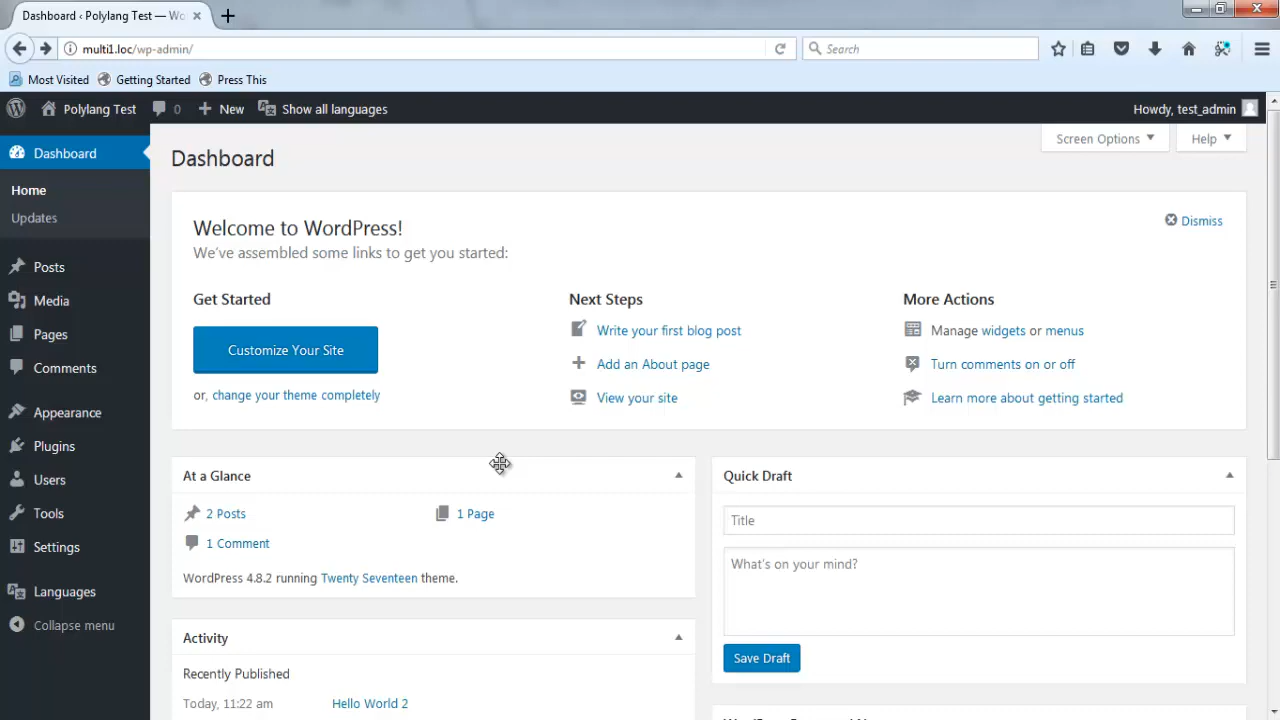 Dashboard ‹ Polylang Test — Wo
multi1.loc/wp-admin/
Search
Most Visited Getting Started Press This
Polylang Test 0 New Show all languages Howdy, test_admin
Screen Options Help
Dashboard
Home
Updates
Posts
Media
Pages
Comments
Appearance
Plugins
Users
Tools
Settings
Languages
Collapse menu
Dashboard
Welcome to WordPress!
Dismiss
We've assembled some links to get you started:
Get Started
Customize Your Site
or, change your theme completely
Next Steps
Write your first blog post
Add an About page
View your site
More Actions
Manage widgets or menus
Turn comments on or off
Learn more about getting started
At a Glance
2 Posts 1 Page
1 Comment
WordPress 4.8.2 running Twenty Seventeen theme.
Activity
Recently Published
Today, 11:22 am Hello World 2
Quick Draft
Title
What's on your mind?
Save Draft